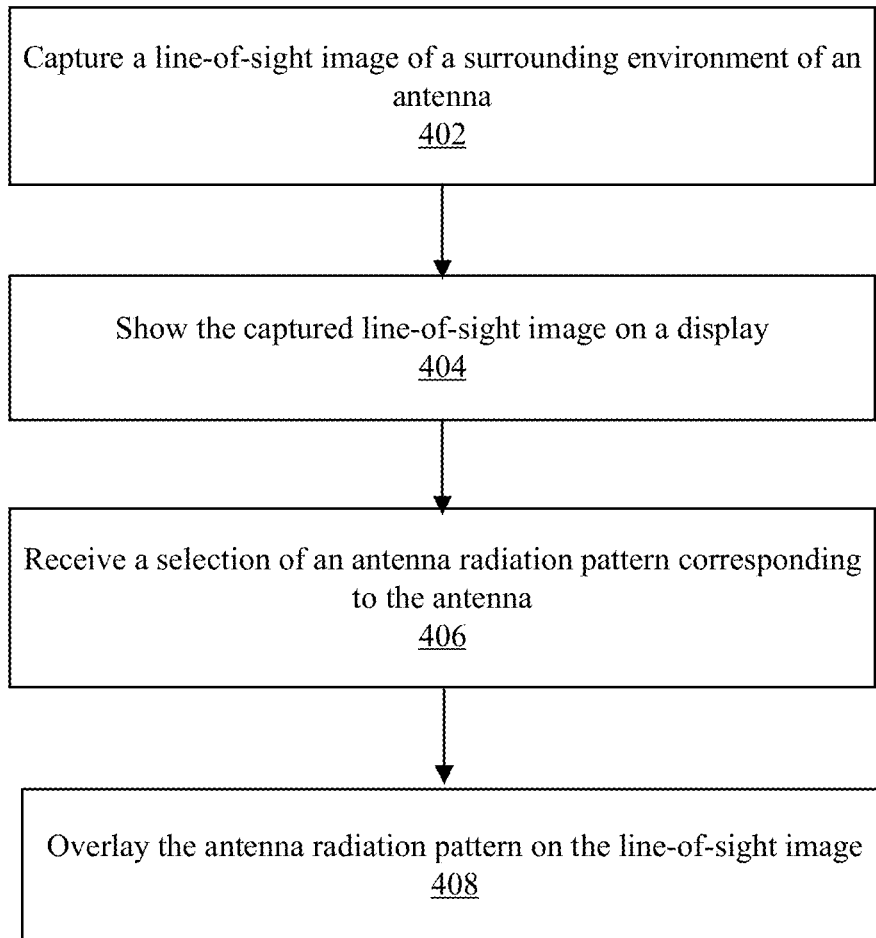 Capture a line-of-sight image of a surrounding environment of an
antenna
402
Show the captured line-of-sight image on a display
404
Receive a selection of an antenna radiation pattern corresponding
to the antenna
406
Overlay the antenna radiation pattern on the line-of-sight image
408